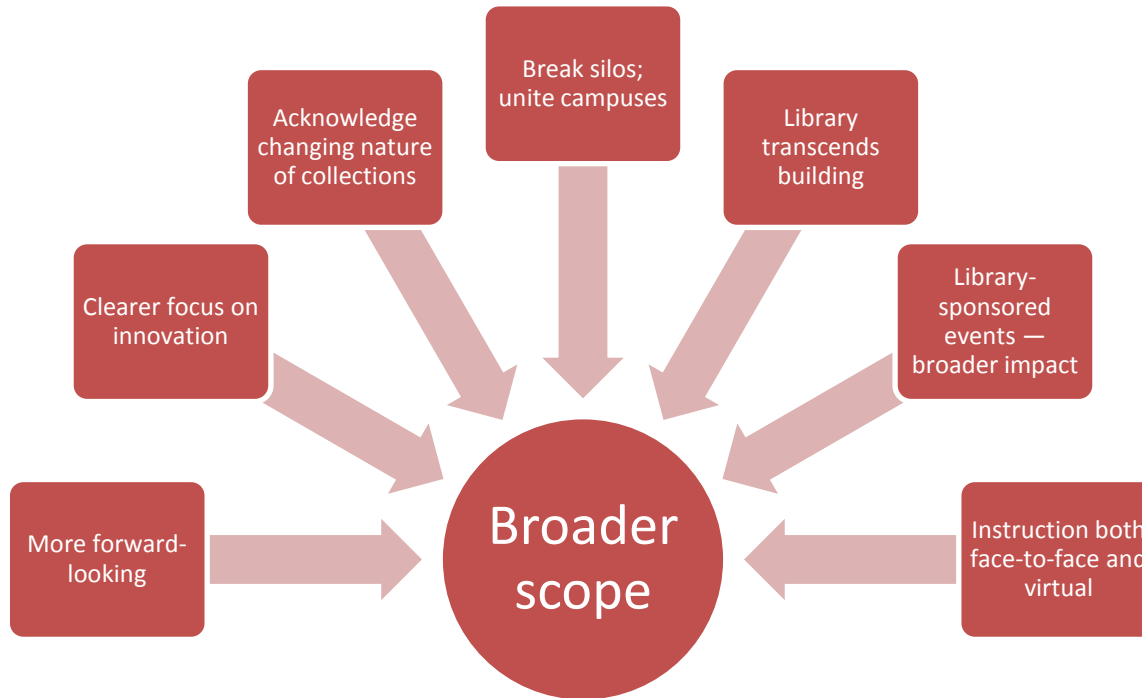 More forward-
looking
Clearer focus on
innovation
Acknowledge
changing nature
of collections
Break silos;
unite campuses
Library
transcends
building
Library-
sponsored
events —
broader impact
Instruction both
face-to-face and
virtual
Broader
scope